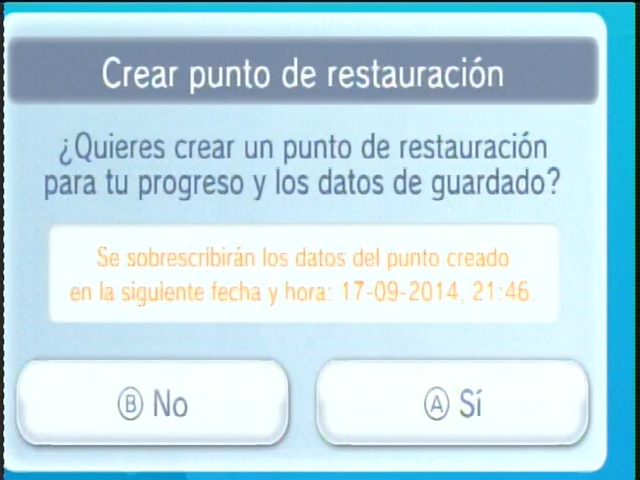 Crear punto de restauración
¿Quieres crear un punto de restauración
para tu progreso y los datos de guardado?
Se sobrescribirán los datos del punto creado
en la siguiente fecha y hora: 17-09-2014, 21:46.
Ⓑ No
Ⓐ Sí